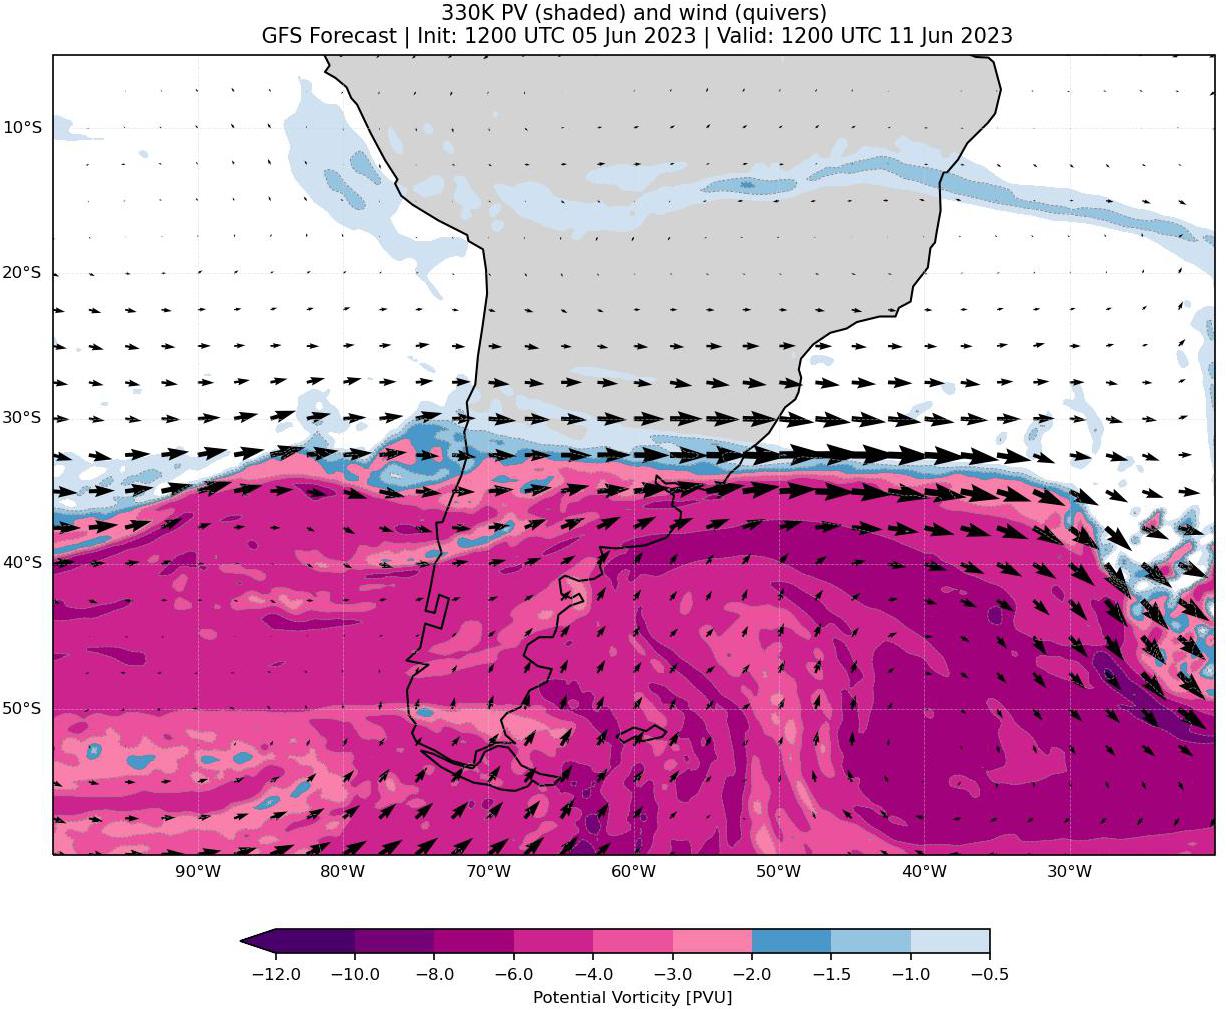 330K PV (shaded) and wind (quivers)
GFS Forecast | Init: 1200 UTC 05 Jun 2023 | Valid: 1200 UTC 11 Jun 2023
10°S
20°S
30°S
40°S
50°S
90°W 80°W 70°W 60°W 50°W 40°W 30°W
−12.0 −10.0 −8.0 −6.0 −4.0 −3.0 −2.0 −1.5 −1.0 −0.5
Potential Vorticity [PVU]